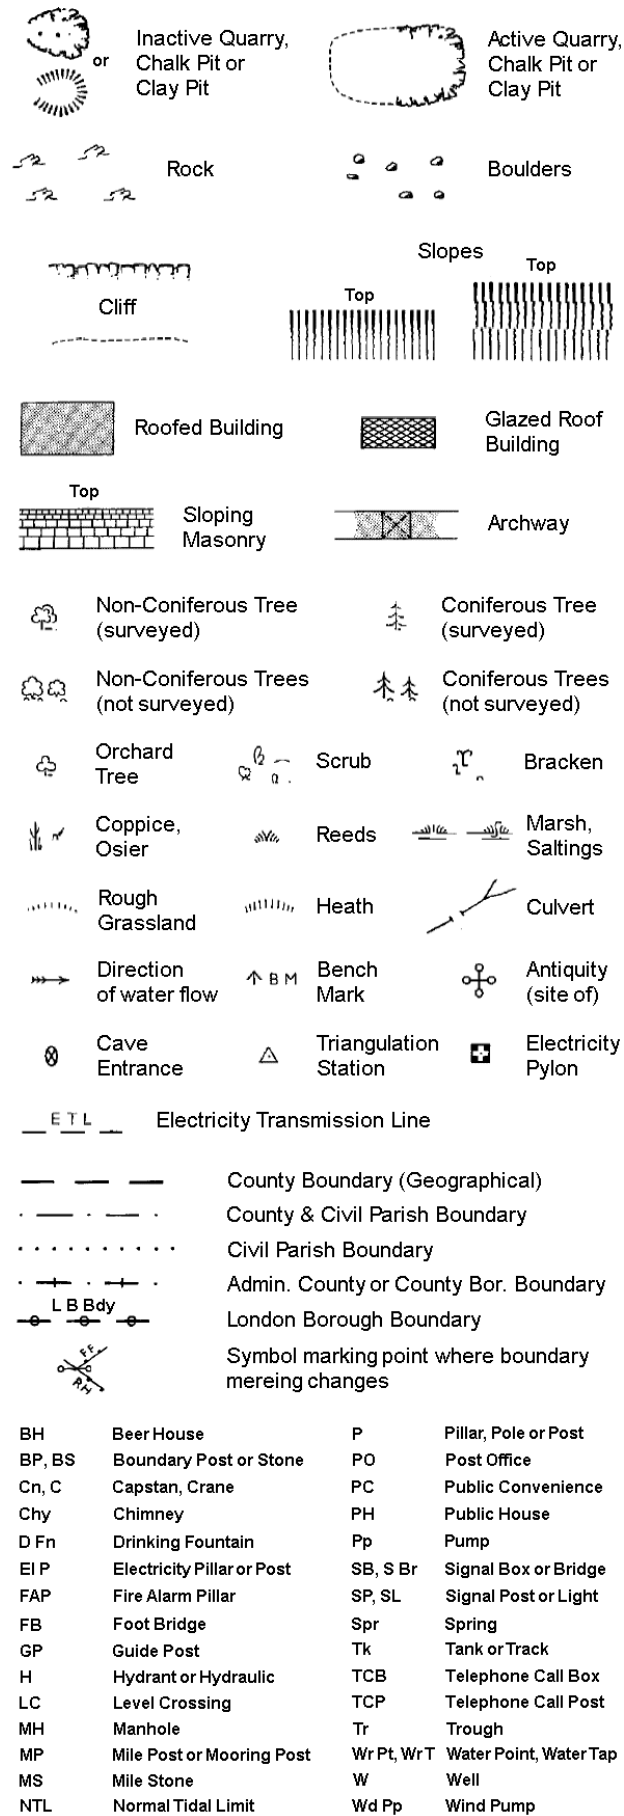 or
Inactive Quarry,
Chalk Pit or
Clay Pit
Active Quarry,
Chalk Pit or
Clay Pit
Rock
Boulders
Cliff
Slopes
Top
Top
Roofed Building
Glazed Roof
Building
Top
Sloping
Masonry
Archway
Non-Coniferous Tree
(surveyed)
Coniferous Tree
(surveyed)
Non-Coniferous Trees
(not surveyed)
Coniferous Trees
(not surveyed)
Orchard
Tree
Scrub
Bracken
Coppice,
Osier
Reeds
Marsh,
Saltings
Rough
Grassland
Heath
Culvert
Direction
of water flow
B M
Bench
Mark
Antiquity
(site of)
Cave
Entrance
Triangulation
Station
Electricity
Pylon
E T L
Electricity Transmission Line
County Boundary (Geographical)
County & Civil Parish Boundary
Civil Parish Boundary
Admin. County or County Bor. Boundary
L B Bdy
London Borough Boundary
FF
RH
Symbol marking point where boundary
mereing changes
BH Beer House P Pillar, Pole or Post
BP, BS Boundary Post or Stone PO Post Office
Cn, C Capstan, Crane PC Public Convenience
Chy Chimney PH Public House
D Fn Drinking Fountain Pp Pump
El P Electricity Pillar or Post SB, S Br Signal Box or Bridge
FAP Fire Alarm Pillar SP, SL Signal Post or Light
FB Foot Bridge Spr Spring
GP Guide Post Tk Tank or Track
H Hydrant or Hydraulic TCB Telephone Call Box
LC Level Crossing TCP Telephone Call Post
MH Manhole Tr Trough
MP Mile Post or Mooring Post Wr Pt, Wr T Water Point, Water Tap
MS Mile Stone W Well
NTL Normal Tidal Limit Wd Pp Wind Pump